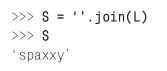 >>> S = ‘’.join(L)
>>> S
‘spaxxy’